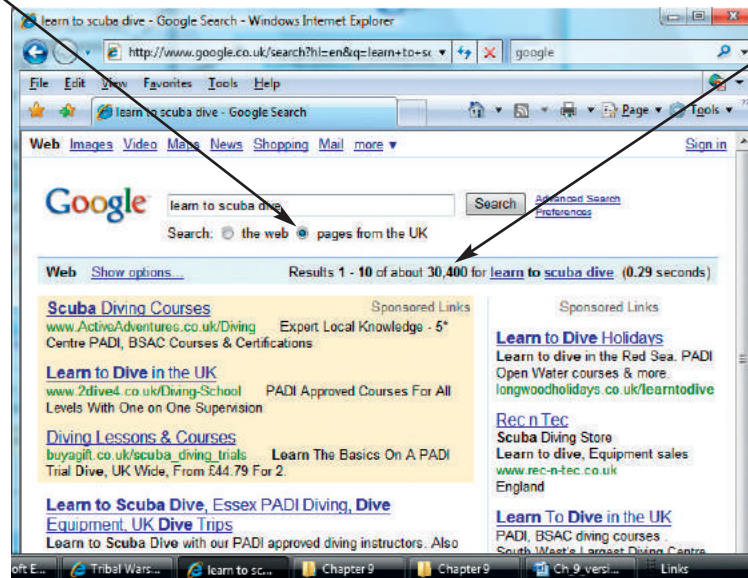 learn to scuba dive - Google Search - Windows Internet Explorer
http://www.google.co.uk/search?hl=en&q=learn+to+sc
google
File Edit View Favorites Tools Help
learn to scuba dive - Google Search
Page Tools
Web Images Video Maps News Shopping Mail more ▼
Sign in
Google
learn to scuba dive
Search
Advanced Search
Preferences
Search: the web pages from the UK
Web Show options...
Results 1 - 10 of about 30,400 for learn to scuba dive. (0.29 seconds)
Scuba Diving Courses
Sponsored Links
www.ActiveAdventures.co.uk/Diving Expert Local Knowledge - 5*
Centre PADI, BSAC Courses & Certifications
Learn to Dive in the UK
www.2dive4.co.uk/Diving-School PADI Approved Courses For All
Levels With One on One Supervision
Diving Lessons & Courses
buyagift.co.uk/scuba_diving_trials Learn The Basics On A PADI
Trial Dive, UK Wide, From £44.79 For 2.
Learn to Scuba Dive, Essex PADI Diving, Dive
Equipment, UK Dive Trips
Learn to Scuba Dive with our PADI approved diving instructors. Also
Sponsored Links
Learn to Dive Holidays
Learn to dive in the Red Sea. PADI
Open Water courses & more.
longwoodholidays.co.uk/learntodive
Rec n Tec
Scuba Diving Store
Learn to dive, Equipment sales
www.rec-n-tec.co.uk
England
Learn To Dive in the UK
PADI, BSAC diving courses.
South West's Largest Diving Centre
oft E...
Tribal Wars...
learn to sc...
Chapter 9
Chapter 9
Ch_9_versi...
Links